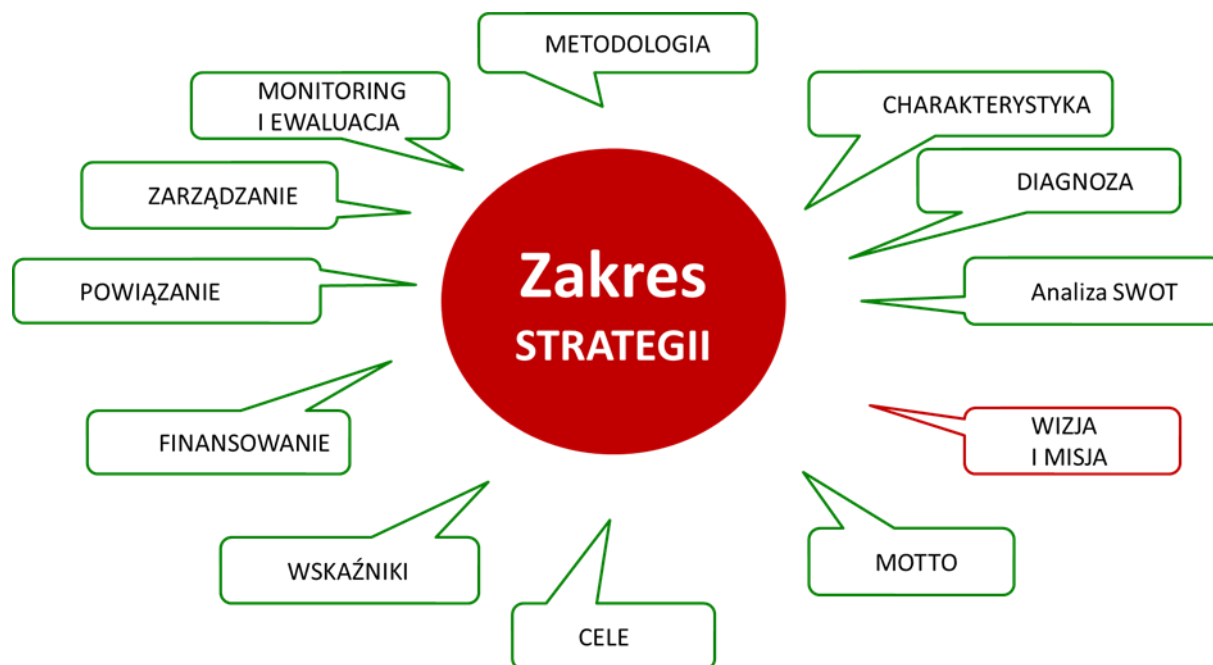 METODOLOGIA
CHARAKTERYSTYKA
DIAGNOZA
Analiza SWOT
WIZJA
I MISJA
MOTTO
CELE
WSKAŹNIKI
FINANSOWANIE
POWIĄZANIE
ZARZĄDZANIE
MONITORING
I EWALUACJA
Zakres
STRATEGII